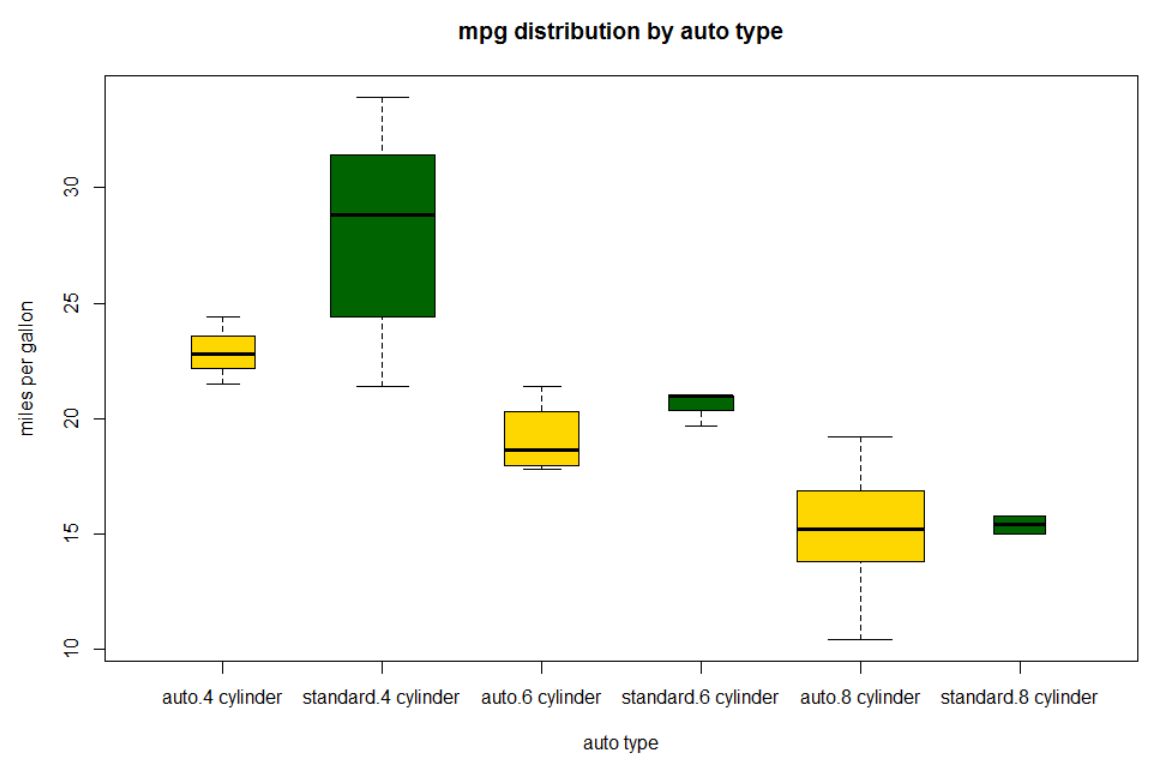 mpg distribution by auto type
miles per gallon
30
25
20
15
10
auto.4 cylinder standard.4 cylinder auto.6 cylinder standard.6 cylinder auto.8 cylinder standard.8 cylinder
auto type